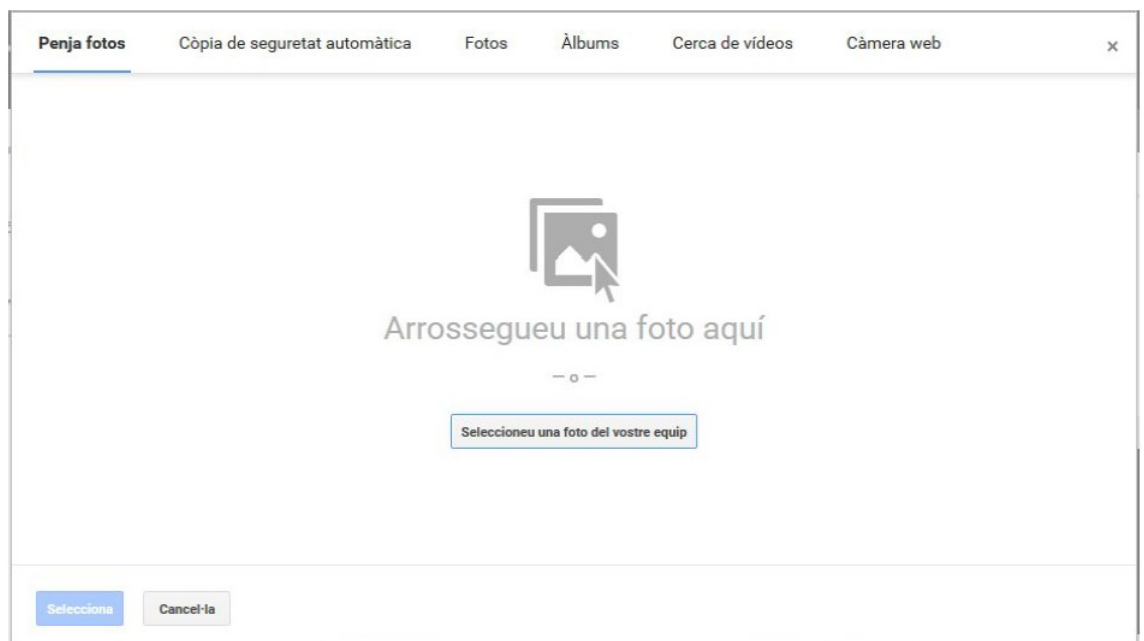 Penja fotos Còpia de seguretat automàtica Fotos Àlbums Cerca de vídeos Càmera web ×
Arrossegueu una foto aquí
— o —
Seleccioneu una foto del vostre equip
Selecciona Cancel·la